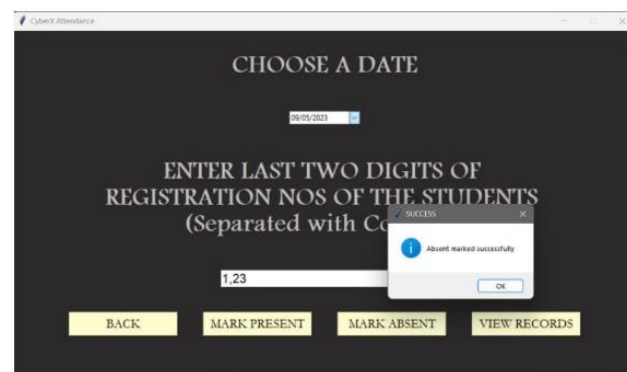 CyberX Attendance
CHOOSE A DATE
09/05/2023
ENTER LAST TWO DIGITS OF
REGISTRATION NOS OF THE STUDENTS
(Separated with Co
SUCCESS
Absent marked successfully
OK
1,23
BACK
MARK PRESENT
MARK ABSENT
VIEW RECORDS